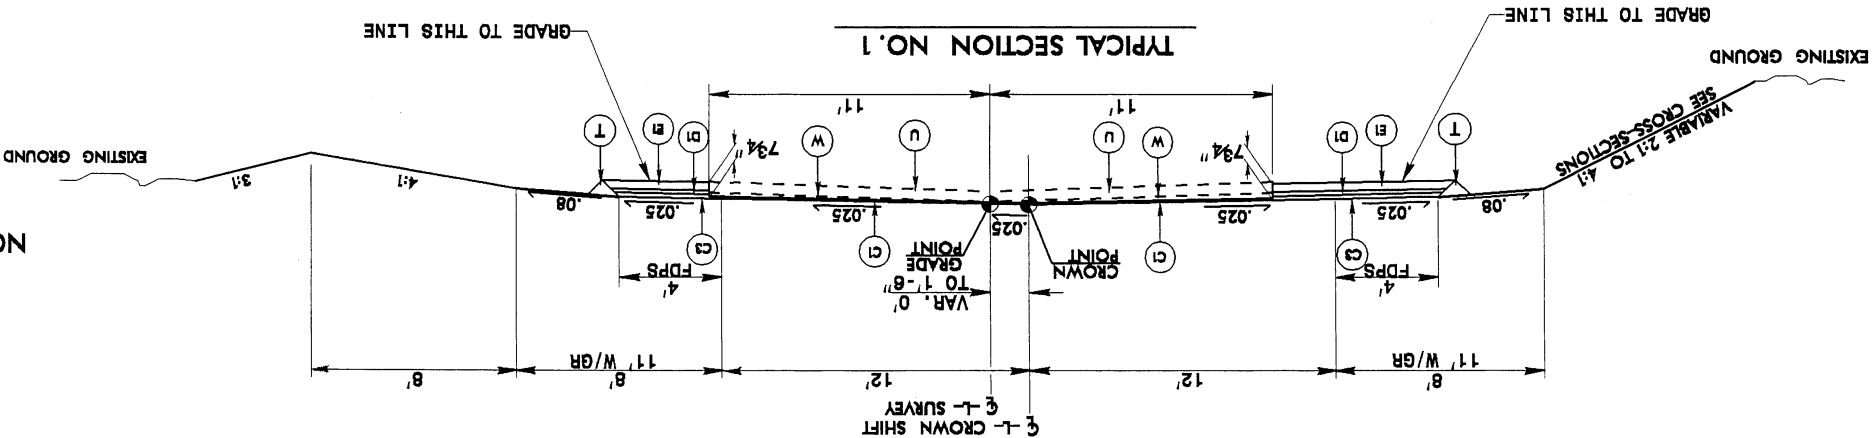 ℄ -L- CROWN SHIFT
℄ -L- SURVEY
8'
11' W/GR
12'
12'
8'
11' W/GR
8'
4'
FDPS
VAR. 0'
TO 1'-8"
4'
FDPS
CROWN
POINT
GRADE
POINT
NO
C3
C1
C1
C3
.08
.025
.025
.025
.025
.025
.08
VARIABLE 2:1 TO 4:1
SEE CROSS-SECTIONS
4:1
3:1
T
E1
D1
7¾"
W
U
U
W
7¾"
D1
E1
T
EXISTING GROUND
EXISTING GROUND
11'
11'
GRADE TO THIS LINE
GRADE TO THIS LINE
TYPICAL SECTION NO. 1